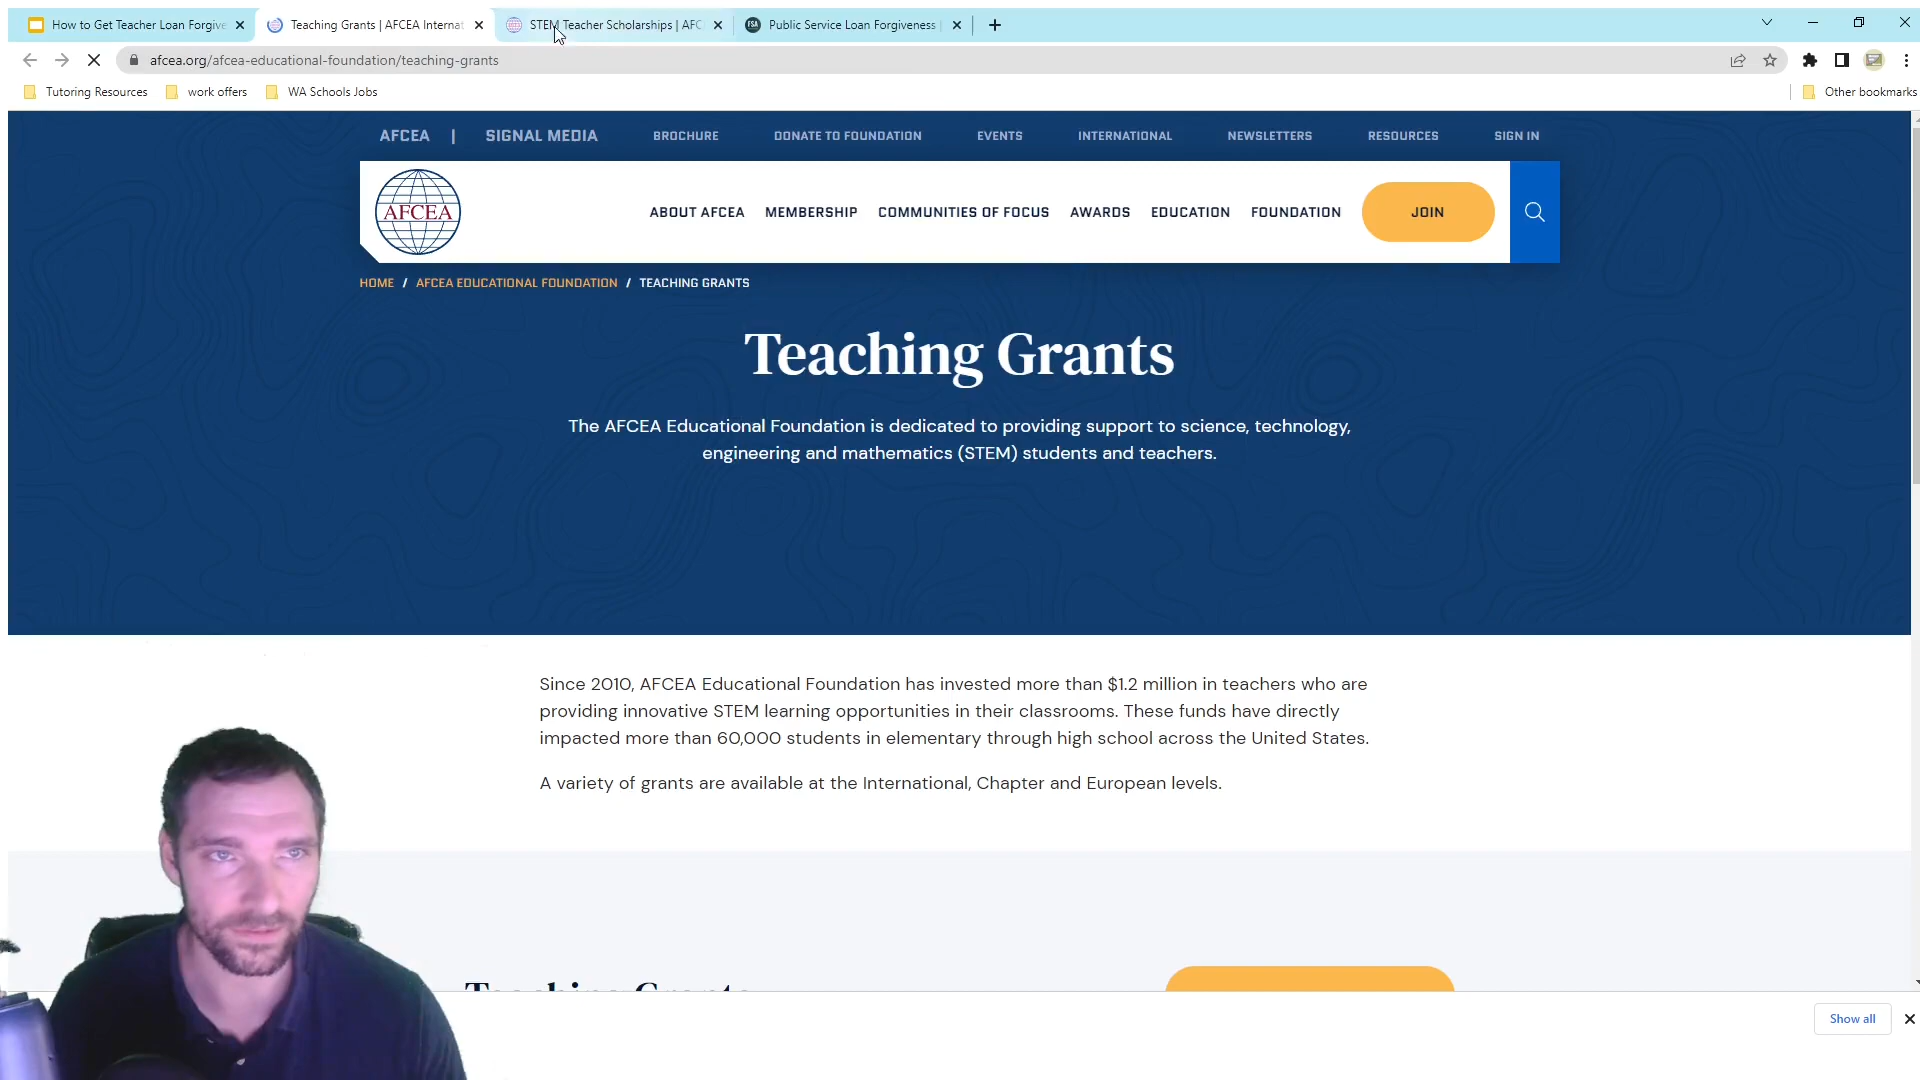 How to Get Teacher Loan Forgive
Teaching Grants | AFCEA Internat
STEM Teacher Scholarships | AFC
FSA
Public Service Loan Forgiveness |
afcea.org/afcea-educational-foundation/teaching-grants
Tutoring Resources
work offers
WA Schools Jobs
Other bookmarks
AFCEA | SIGNAL MEDIA
BROCHURE
DONATE TO FOUNDATION
EVENTS
INTERNATIONAL
NEWSLETTERS
RESOURCES
SIGN IN
AFCEA
ABOUT AFCEA
MEMBERSHIP
COMMUNITIES OF FOCUS
AWARDS
EDUCATION
FOUNDATION
JOIN
HOME / AFCEA EDUCATIONAL FOUNDATION / TEACHING GRANTS
Teaching Grants
The AFCEA Educational Foundation is dedicated to providing support to science, technology,
engineering and mathematics (STEM) students and teachers.
Since 2010, AFCEA Educational Foundation has invested more than $1.2 million in teachers who are
providing innovative STEM learning opportunities in their classrooms. These funds have directly
impacted more than 60,000 students in elementary through high school across the United States.
A variety of grants are available at the International, Chapter and European levels.
Teaching Grants
Show all